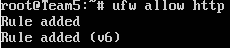 root@Team5:~# ufw allow http
Rule added
Rule added (v6)